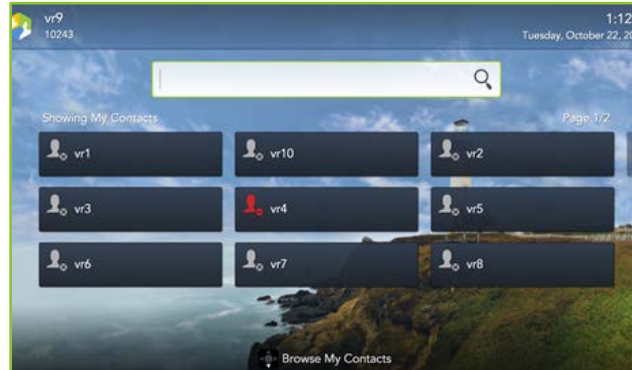 vr9
1:12
10243
Tuesday, October 22, 20
Showing My Contacts
Page 1/2
vr1
vr10
vr2
vr3
vr4
vr5
vr6
vr7
vr8
Browse My Contacts